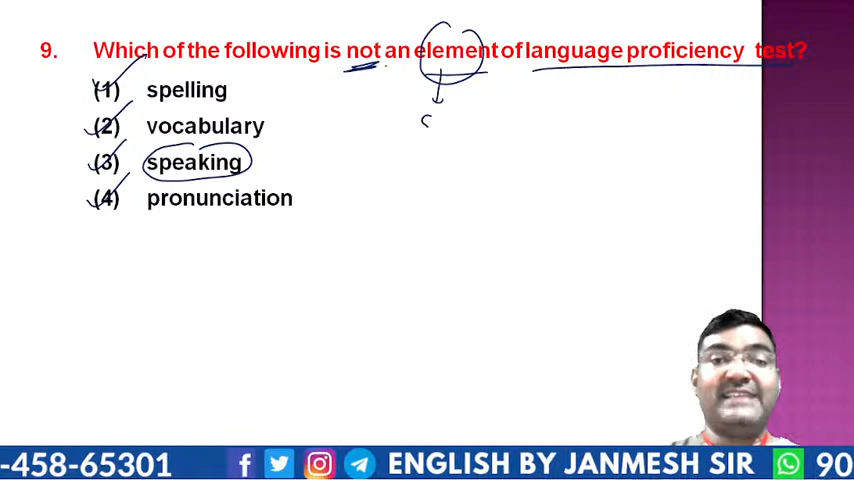 9. Which of the following is not an element of language proficiency test?
(1) spelling
(2) vocabulary
(3) speaking
(4) pronunciation
-458-65301 f ENGLISH BY JANMESH SIR 90